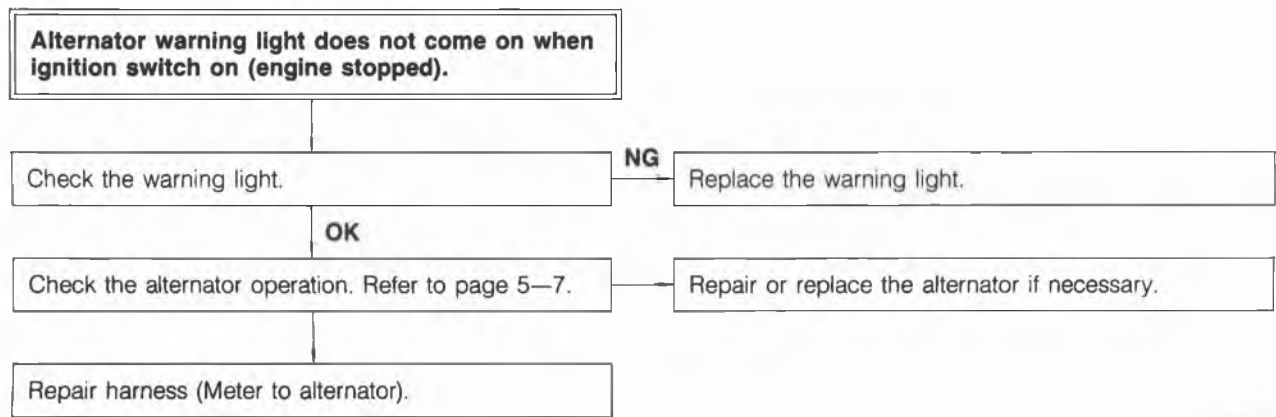 Alternator warning light does not come on when
ignition switch on (engine stopped).
Check the warning light.
NG
Replace the warning light.
OK
Check the alternator operation. Refer to page 5—7.
Repair or replace the alternator if necessary.
Repair harness (Meter to alternator).